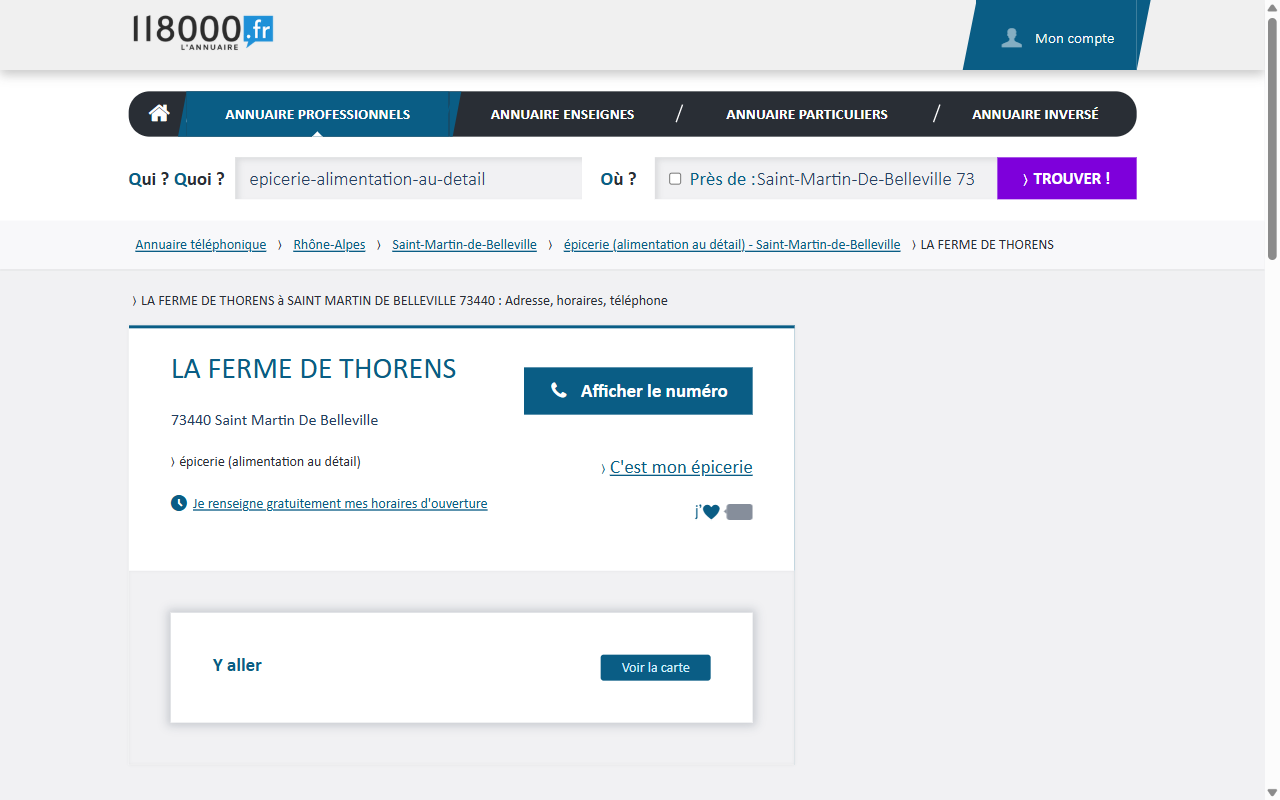 118000.fr
L'ANNUAIRE
Mon compte
ANNUAIRE PROFESSIONNELS
ANNUAIRE ENSEIGNES / ANNUAIRE PARTICULIERS / ANNUAIRE INVERSÉ
Qui ? Quoi ? epicerie-alimentation-au-detail Où ? Près de :Saint-Martin-De-Belleville 73 ⟩ TROUVER !
Annuaire téléphonique ⟩ Rhône-Alpes ⟩ Saint-Martin-de-Belleville ⟩ épicerie (alimentation au détail) - Saint-Martin-de-Belleville ⟩ LA FERME DE THORENS
⟩ LA FERME DE THORENS à SAINT MARTIN DE BELLEVILLE 73440 : Adresse, horaires, téléphone
LA FERME DE THORENS
Afficher le numéro
73440 Saint Martin De Belleville
⟩ épicerie (alimentation au détail)
⟩ C'est mon épicerie
Je renseigne gratuitement mes horaires d'ouverture
j'♥
Y aller
Voir la carte